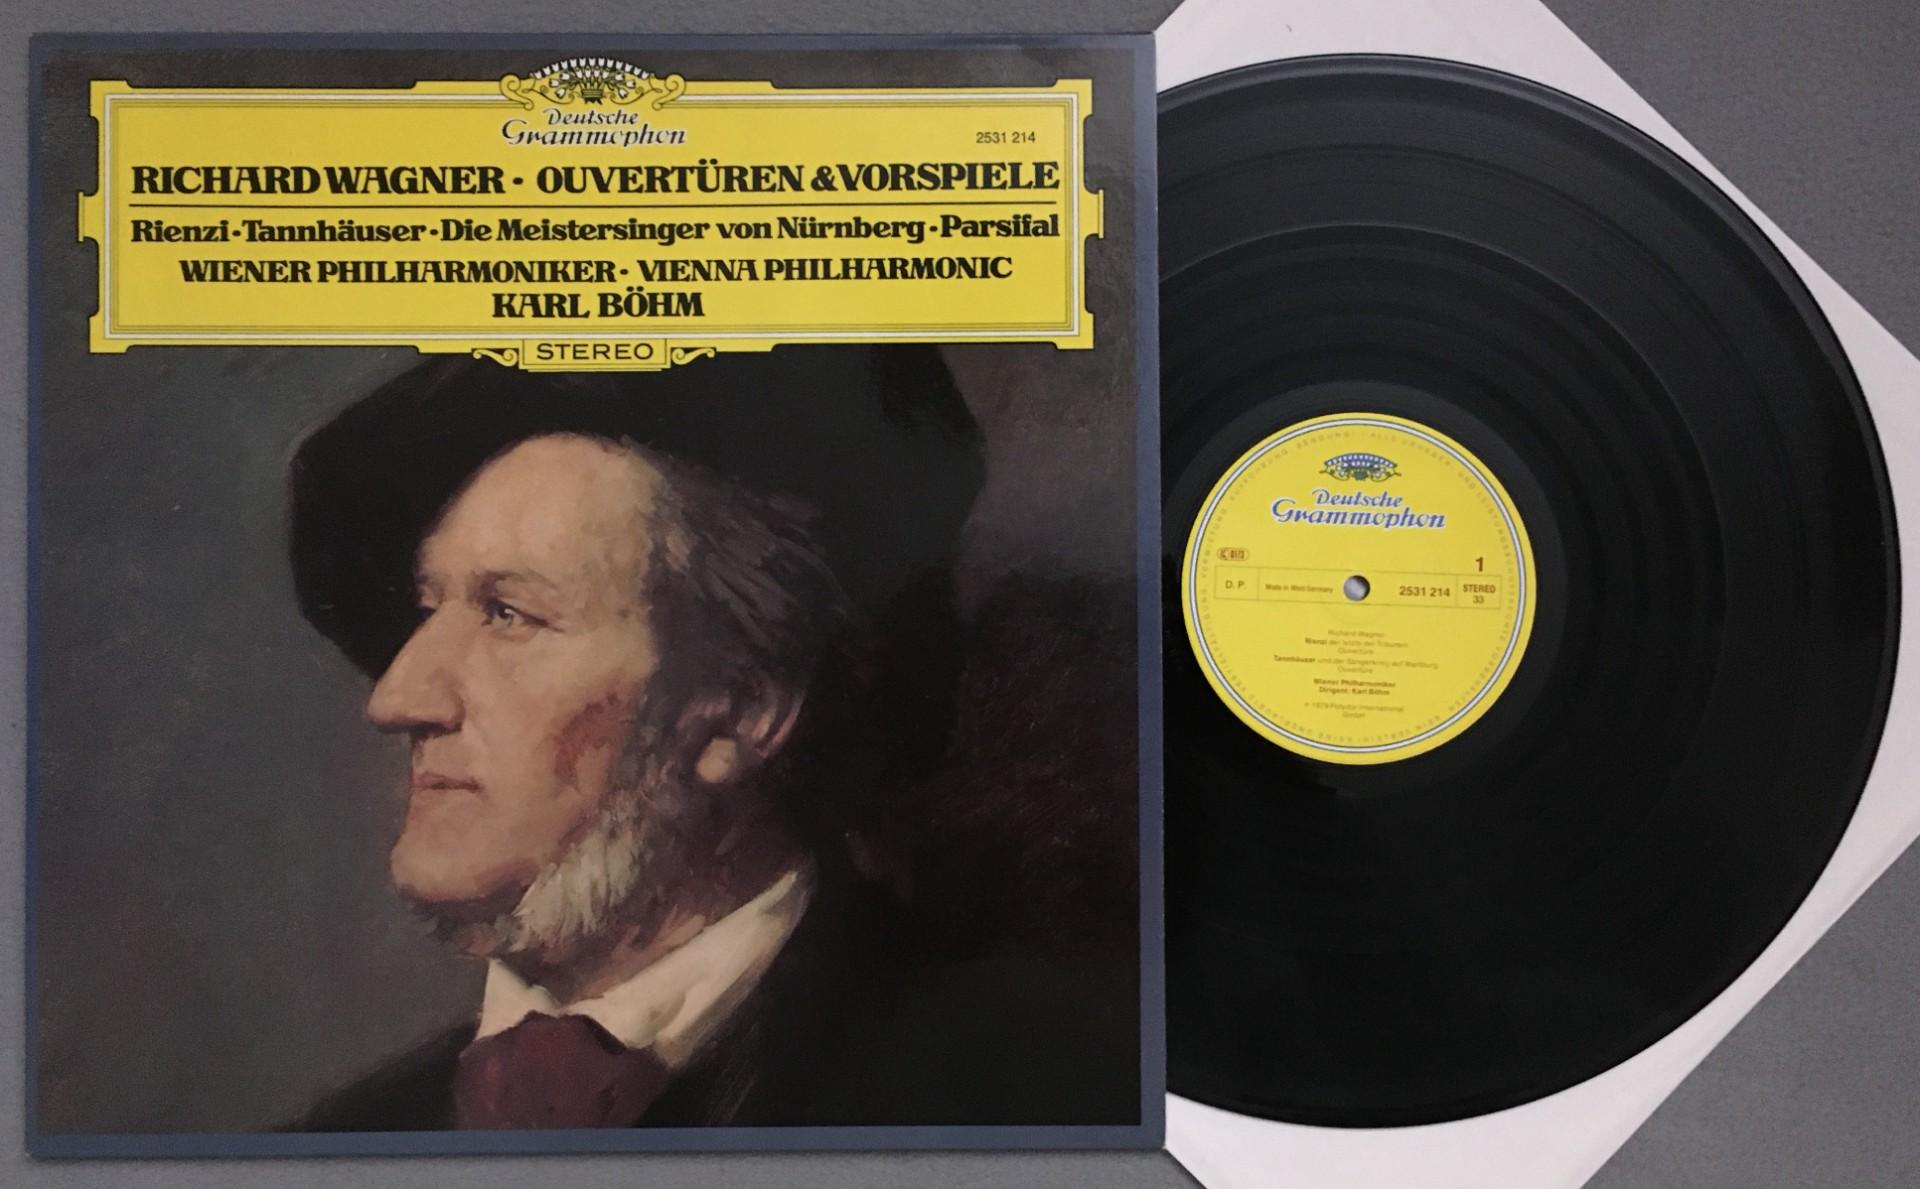 Deutsche
Grammophon
2531 214
RICHARD WAGNER · OUVERTÜREN & VORSPIELE
Rienzi · Tannhäuser · Die Meistersinger von Nürnberg · Parsifal
WIENER PHILHARMONIKER · VIENNA PHILHARMONIC
KARL BÖHM
STEREO
Deutsche
Grammophon
1
D. P.
Made in West Germany
2531 214
STEREO
33
Richard Wagner
Rienzi der letzte der Tribunen
Ouvertüre
Tannhäuser und der Sängerkrieg auf Wartburg
Ouvertüre
Wiener Philharmoniker
Dirigent: Karl Böhm
℗ 1979 Polydor International
GmbH